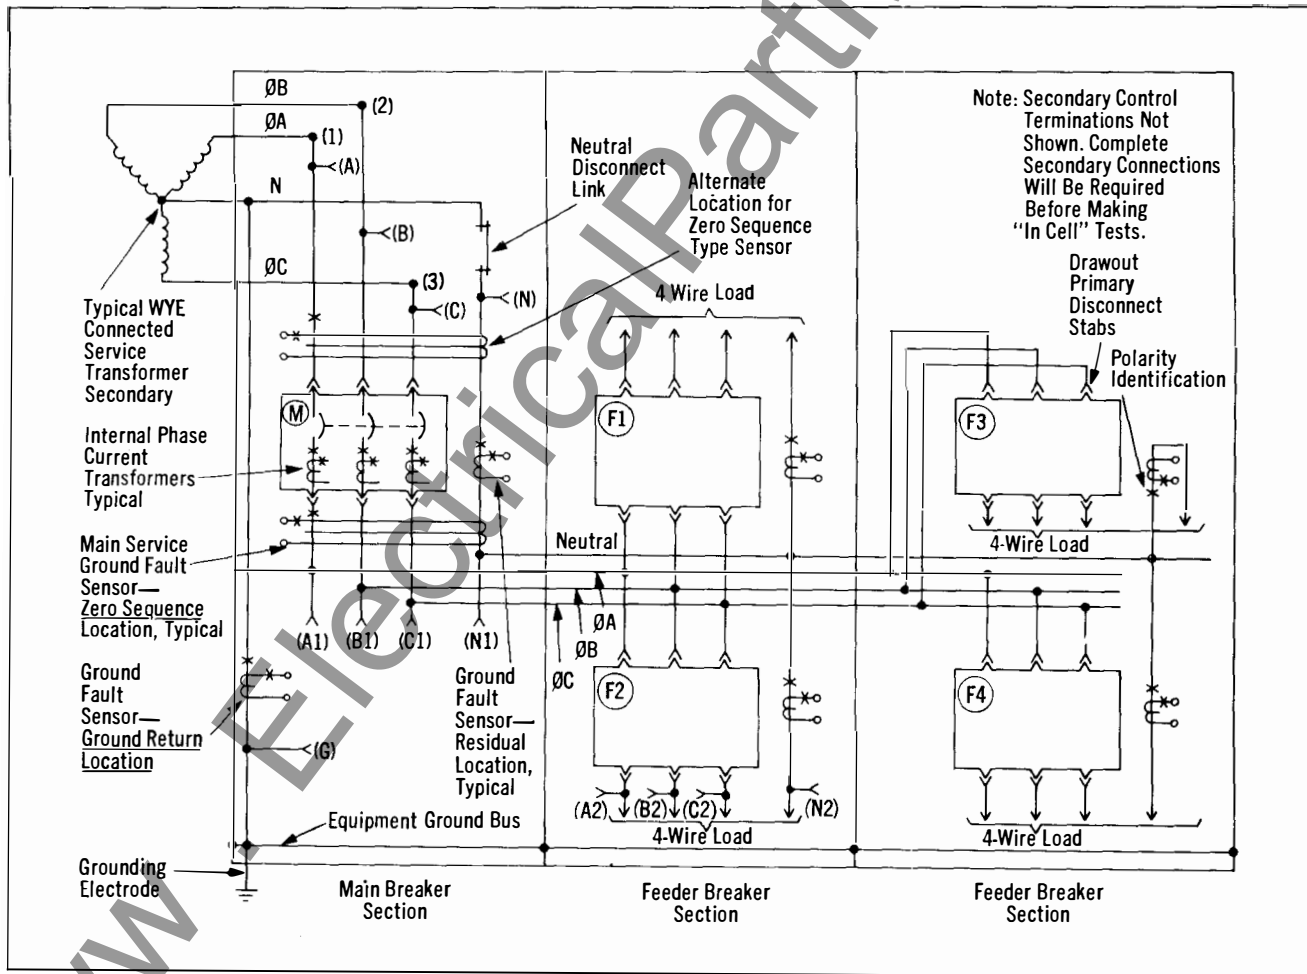 ØB
(2)
ØA
(1)
(A)
N
(B)
ØC
(3)
(C)
(N)
Typical WYE
Connected
Service
Transformer
Secondary
Neutral
Disconnect
Link
Alternate
Location for
Zero Sequence
Type Sensor
Note: Secondary Control
Terminations Not
Shown. Complete
Secondary Connections
Will Be Required
Before Making
"In Cell" Tests.
Drawout
Primary
Disconnect
Stabs
Polarity
Identification
4 Wire Load
M
F1
F3
Internal Phase
Current
Transformers
Typical
Main Service
Ground Fault
Sensor—
Zero Sequence
Location, Typical
Neutral
4-Wire Load
ØA
ØB
ØC
(A1)
(B1)
(C1)
(N1)
Ground
Fault
Sensor—
Ground Return
Location
(G)
Ground
Fault
Sensor—
Residual
Location,
Typical
F2
F4
(A2)
(B2)
(C2)
(N2)
4-Wire Load
4-Wire Load
Equipment Ground Bus
Grounding
Electrode
Main Breaker
Section
Feeder Breaker
Section
Feeder Breaker
Section
w . ElectricalParti